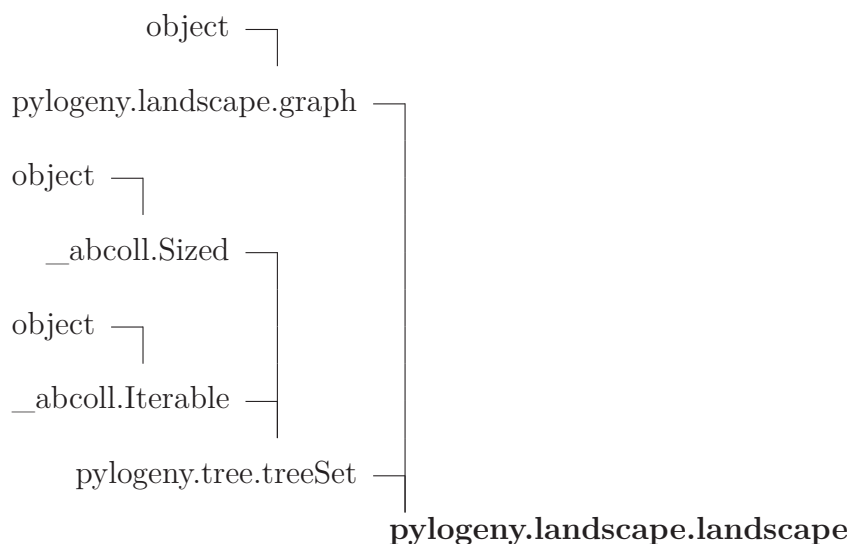 object
pylogeny.landscape.graph
object
_abcoll.Sized
object
_abcoll.Iterable
pylogeny.tree.treeSet
pylogeny.landscape.landscape